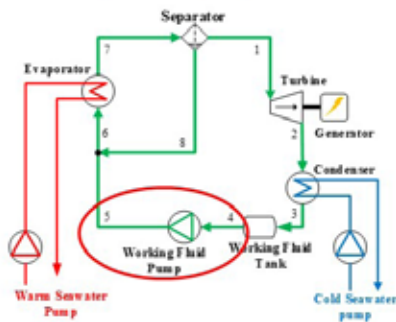 Separator
7
1
Evaporator
Turbine
6
8
2
Generator
Condenser
5
4
3
Working Fluid
Pump
Working Fluid
Tank
Warm Seawater
Pump
Cold Seawater
pump